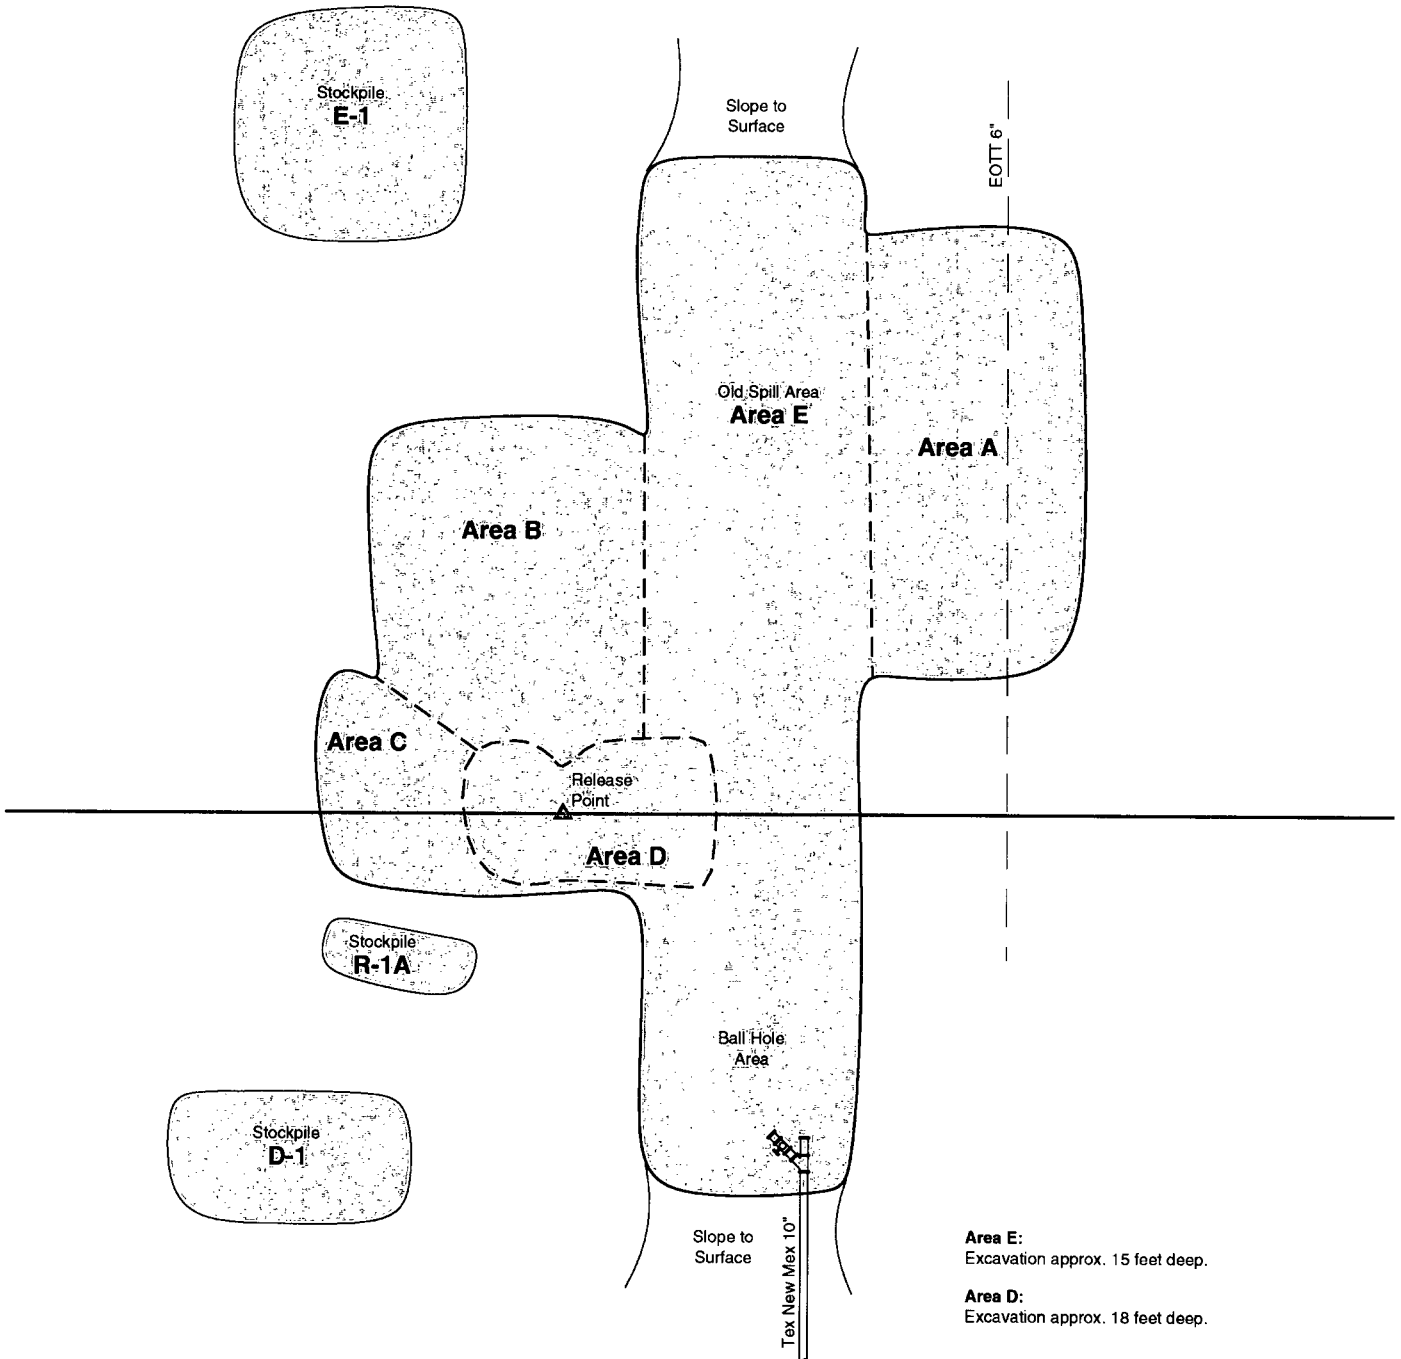 Stockpile
E-1
Slope to
Surface
EOTT 6"
Old Spill Area
Area E
Area A
Area B
Area C
Release
Point
Area D
Stockpile
R-1A
Ball Hole
Area
Stockpile
D-1
Slope to
Surface
Tex New Mex 10"
Area E:
Excavation approx. 15 feet deep.
Area D:
Excavation approx. 18 feet deep.